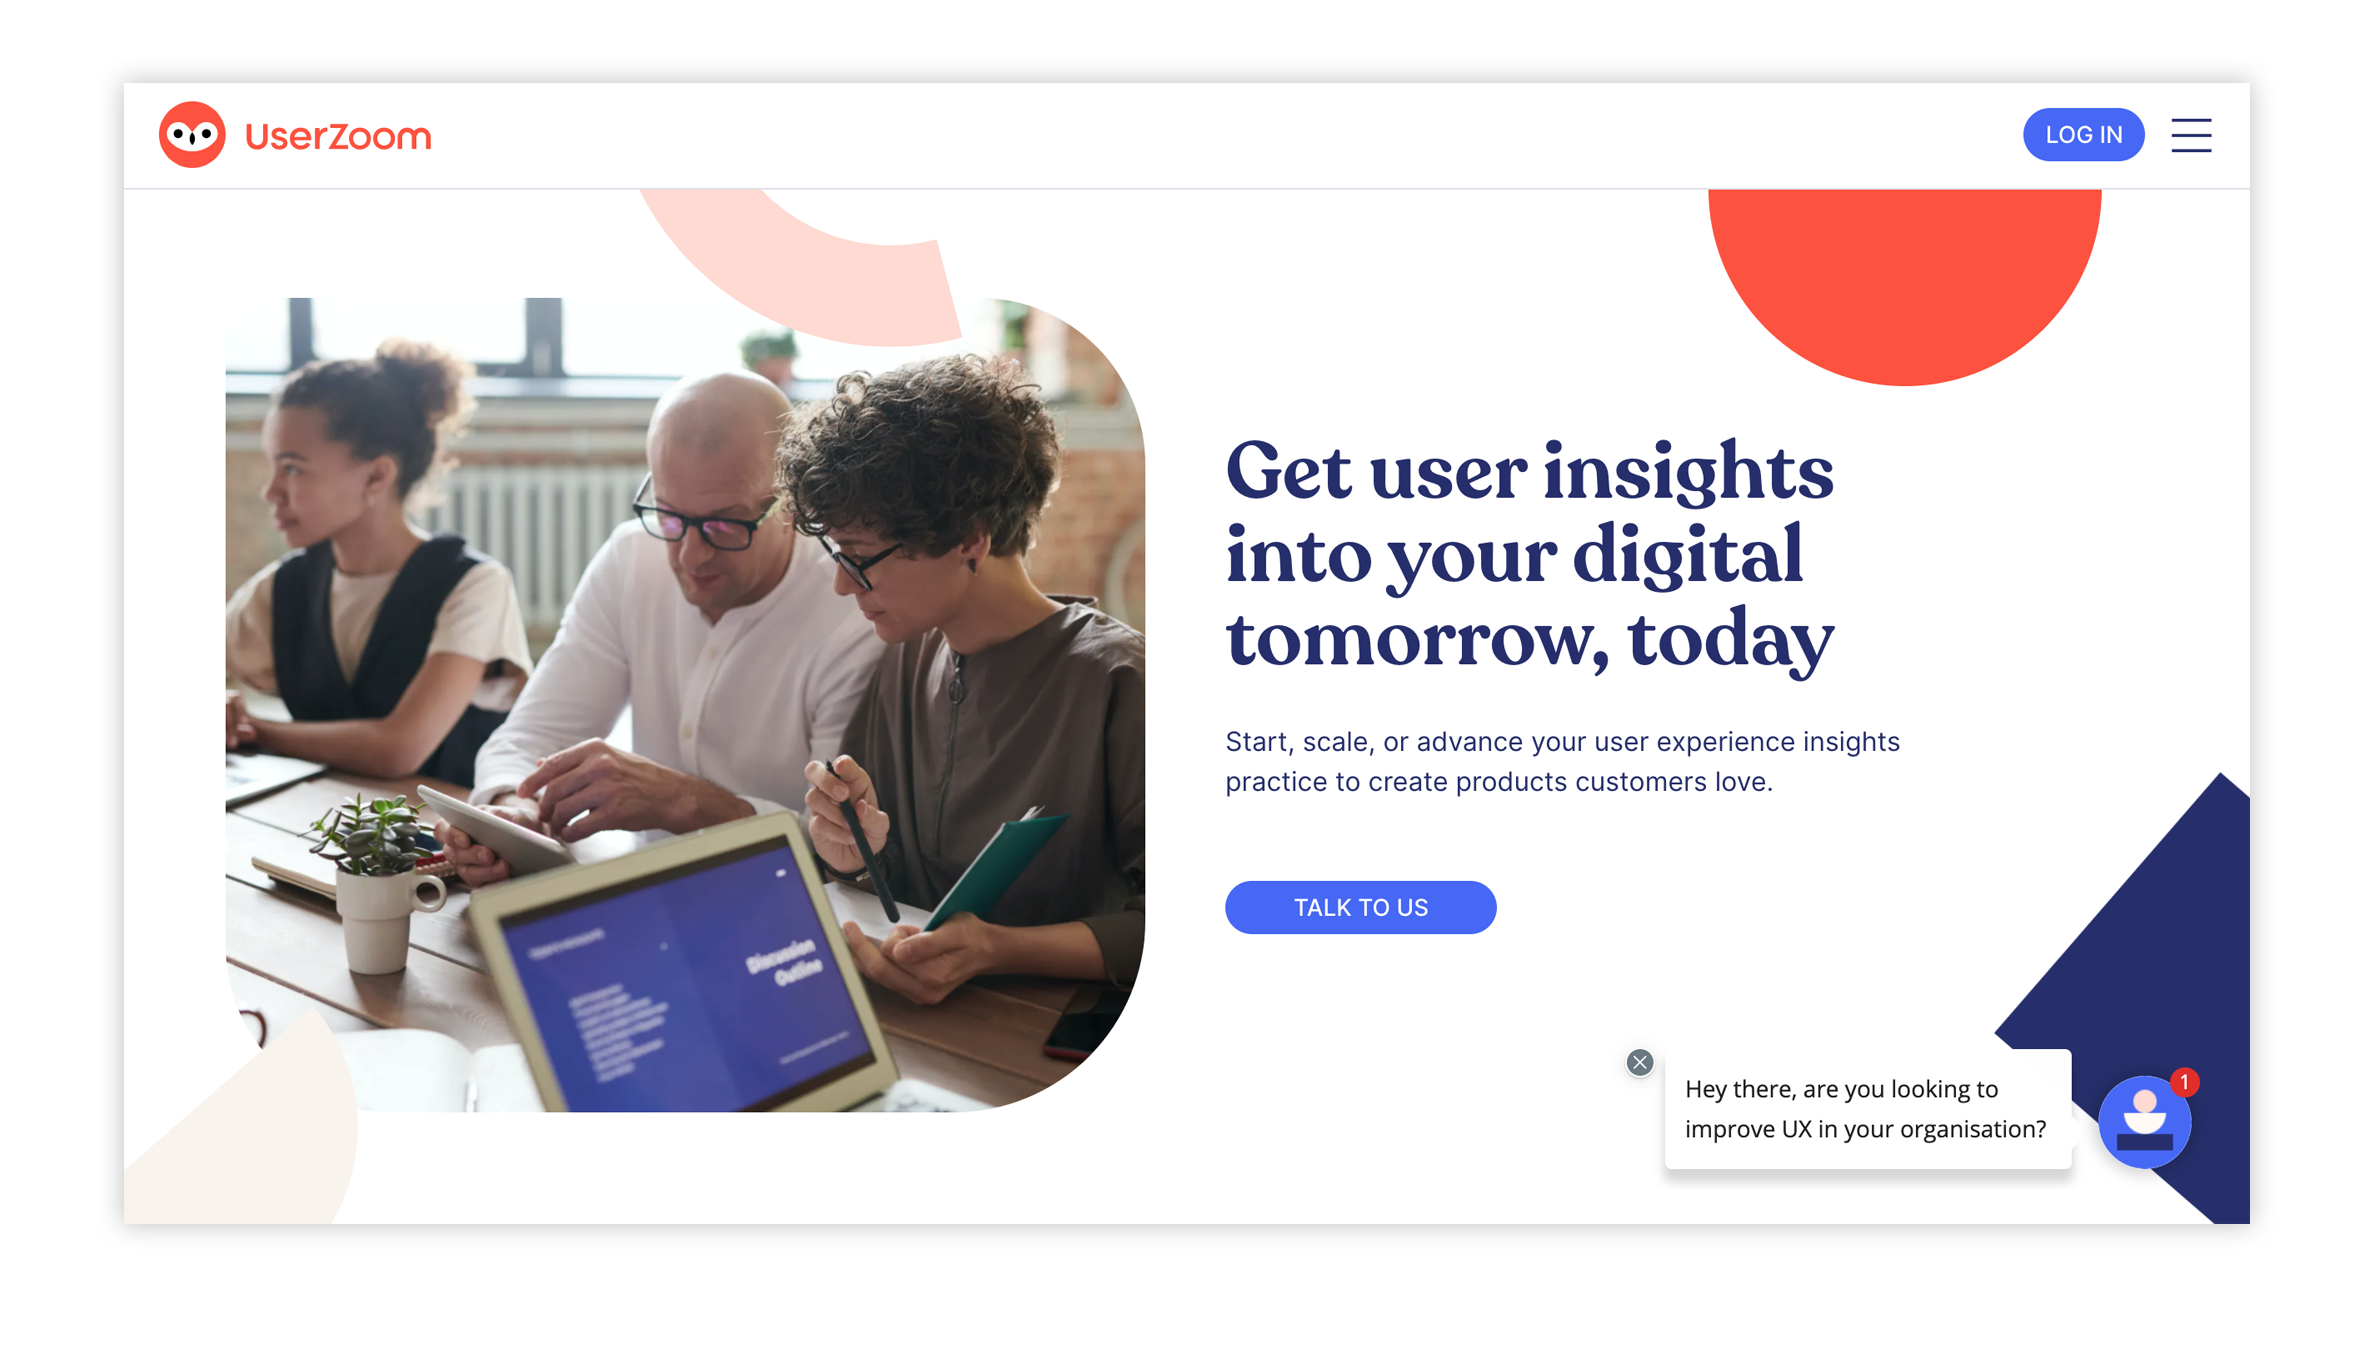 UserZoom
LOG IN
Get user insights
into your digital
tomorrow, today
Start, scale, or advance your user experience insights
practice to create products customers love.
TALK TO US
Discussion
Outline
Hey there, are you looking to
improve UX in your organisation?
1